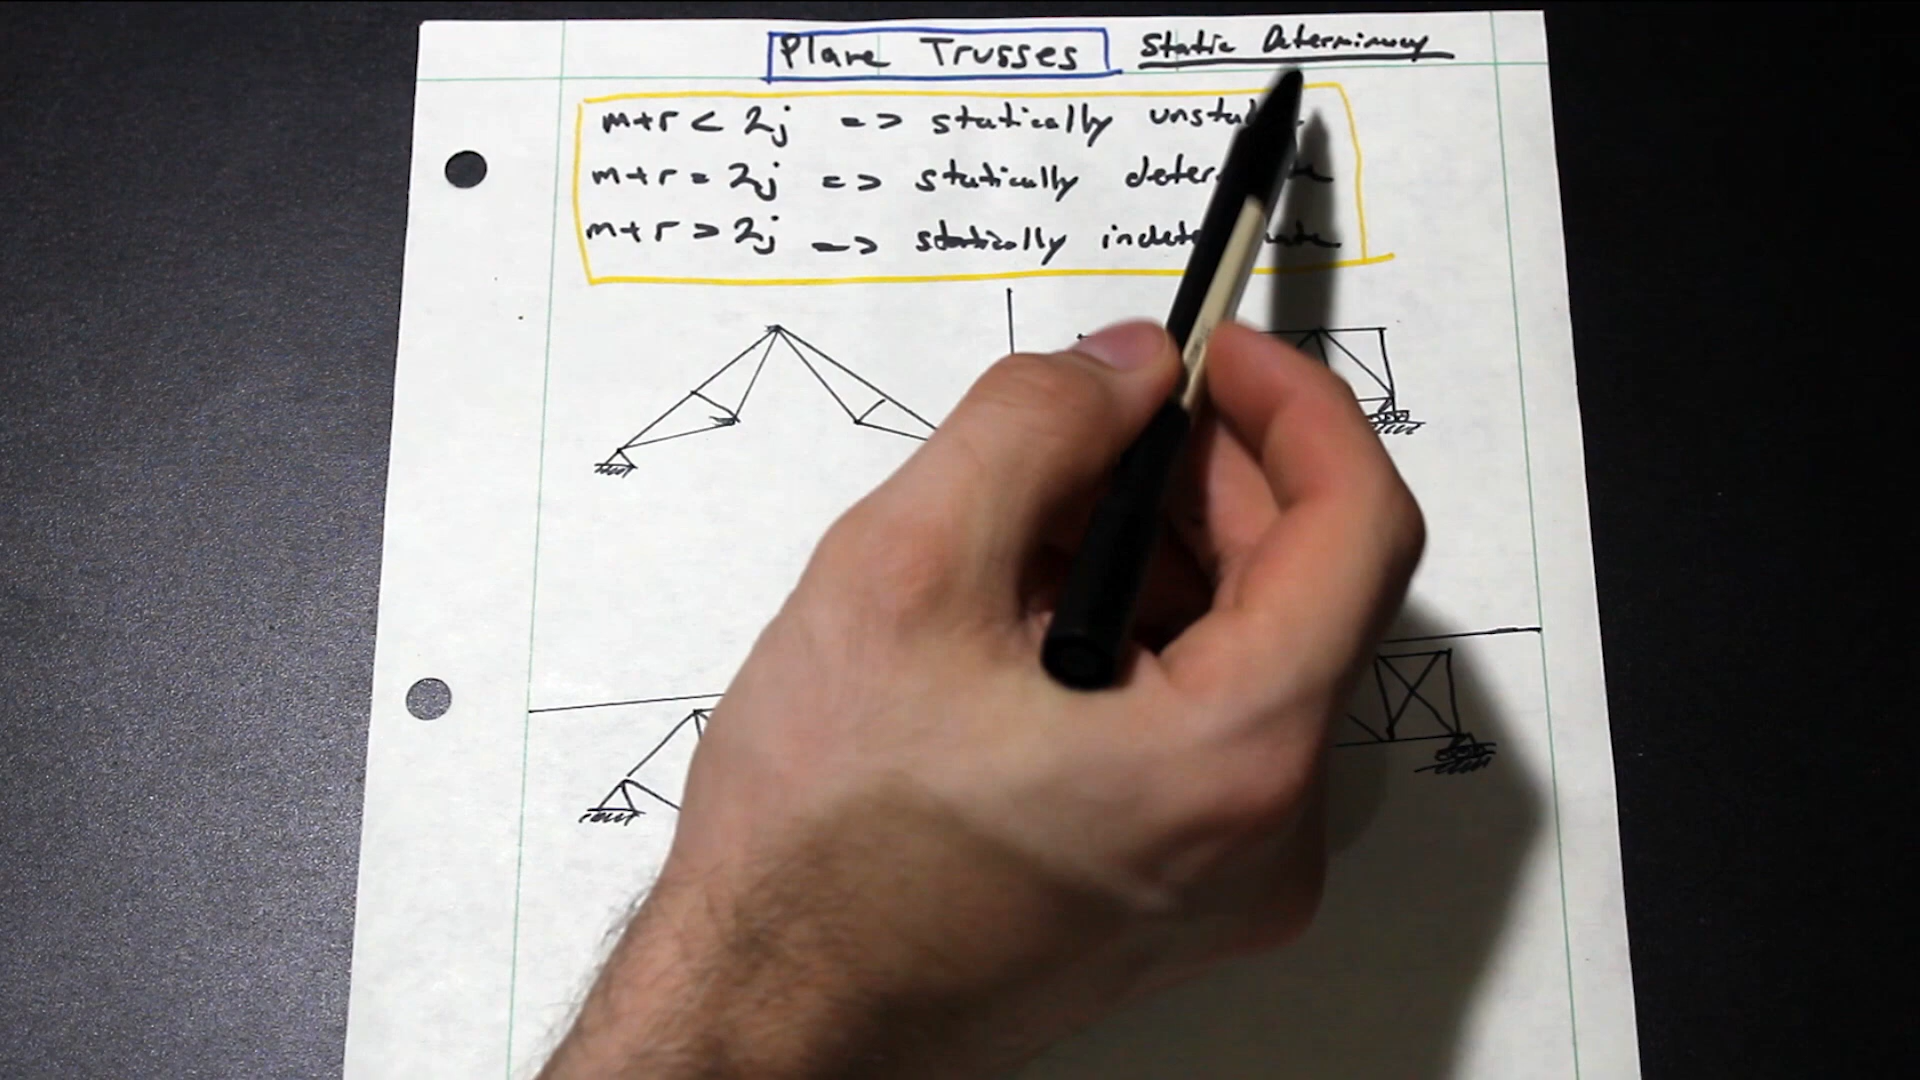 Plane Trusses Static Determinacy
m+r < 2j => statically
m+r = 2j => statically
m+r > 2j => statically